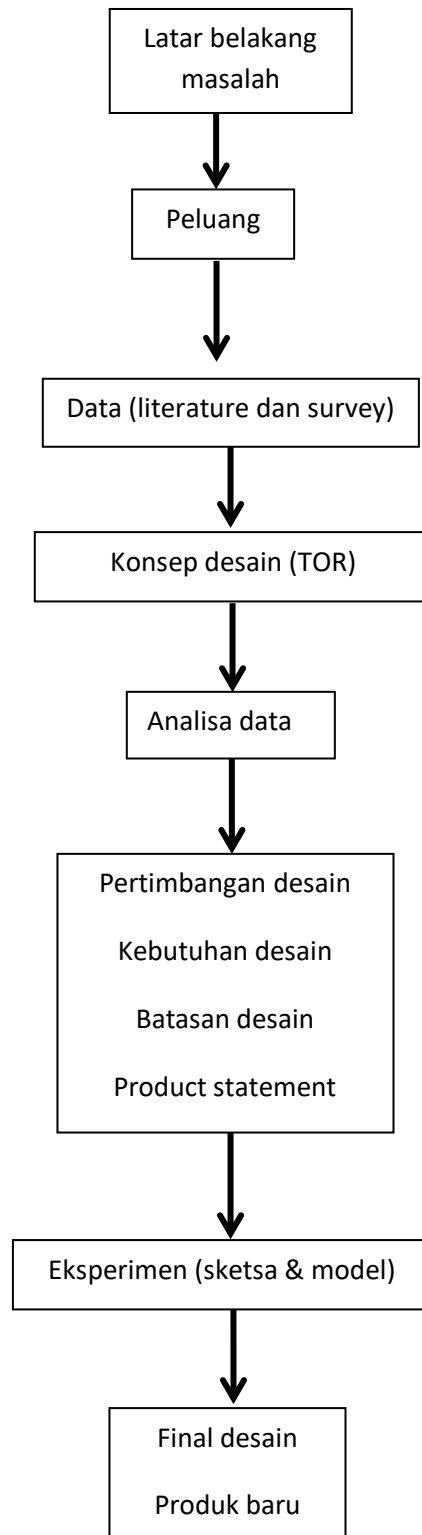 Latar belakang
masalah
Peluang
Data (literature dan survey)
Konsep desain (TOR)
Analisa data
Pertimbangan desain
Kebutuhan desain
Batasan desain
Product statement
Eksperimen (sketsa & model)
Final desain
Produk baru